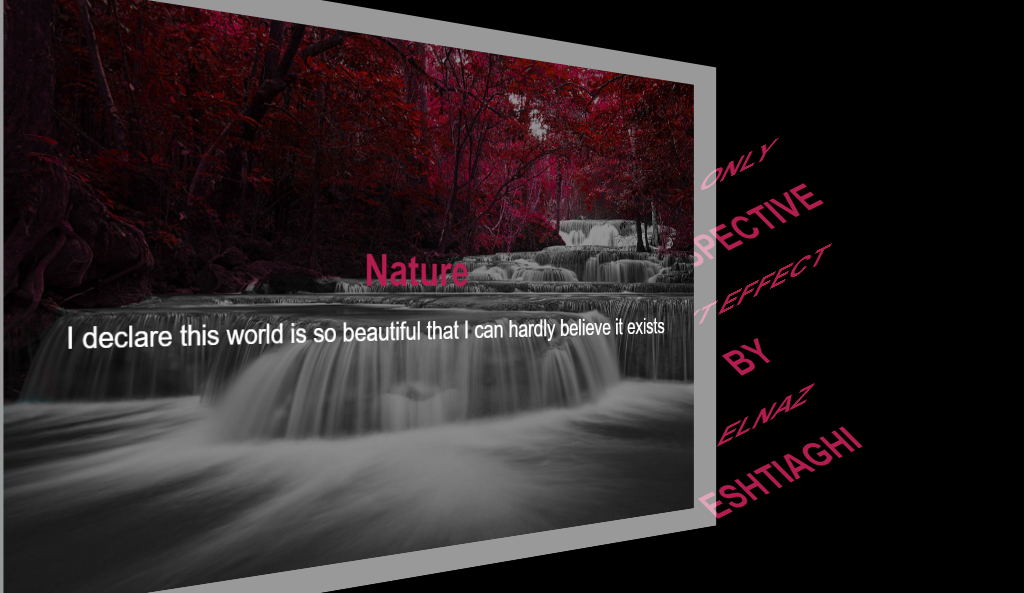 Nature
I declare this world is so beautiful that I can hardly believe it exists
ONLY
SPECTIVE
T EFFECT
BY
ELNAZ
ESHTIAGHI